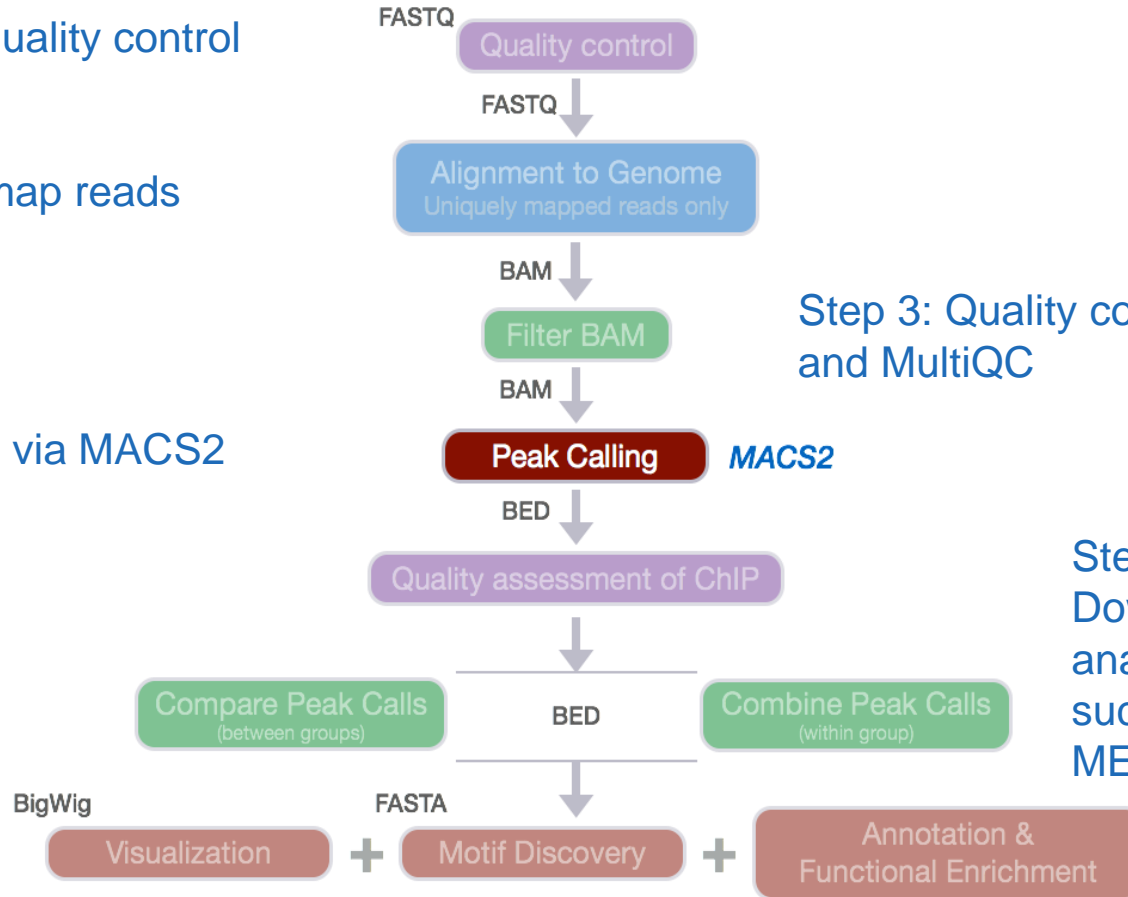 uality control
FASTQ
Quality control
FASTQ
Alignment to Genome
Uniquely mapped reads only
map reads
BAM
Filter BAM
Step 3: Quality co
and MultiQC
BAM
via MACS2
Peak Calling
MACS2
BED
Quality assessment of ChIP
Ste
Dow
ana
suc
ME
Compare Peak Calls
(between groups)
BED
Combine Peak Calls
(within group)
BigWig
FASTA
Visualization
+
Motif Discovery
+
Annotation &
Functional Enrichment